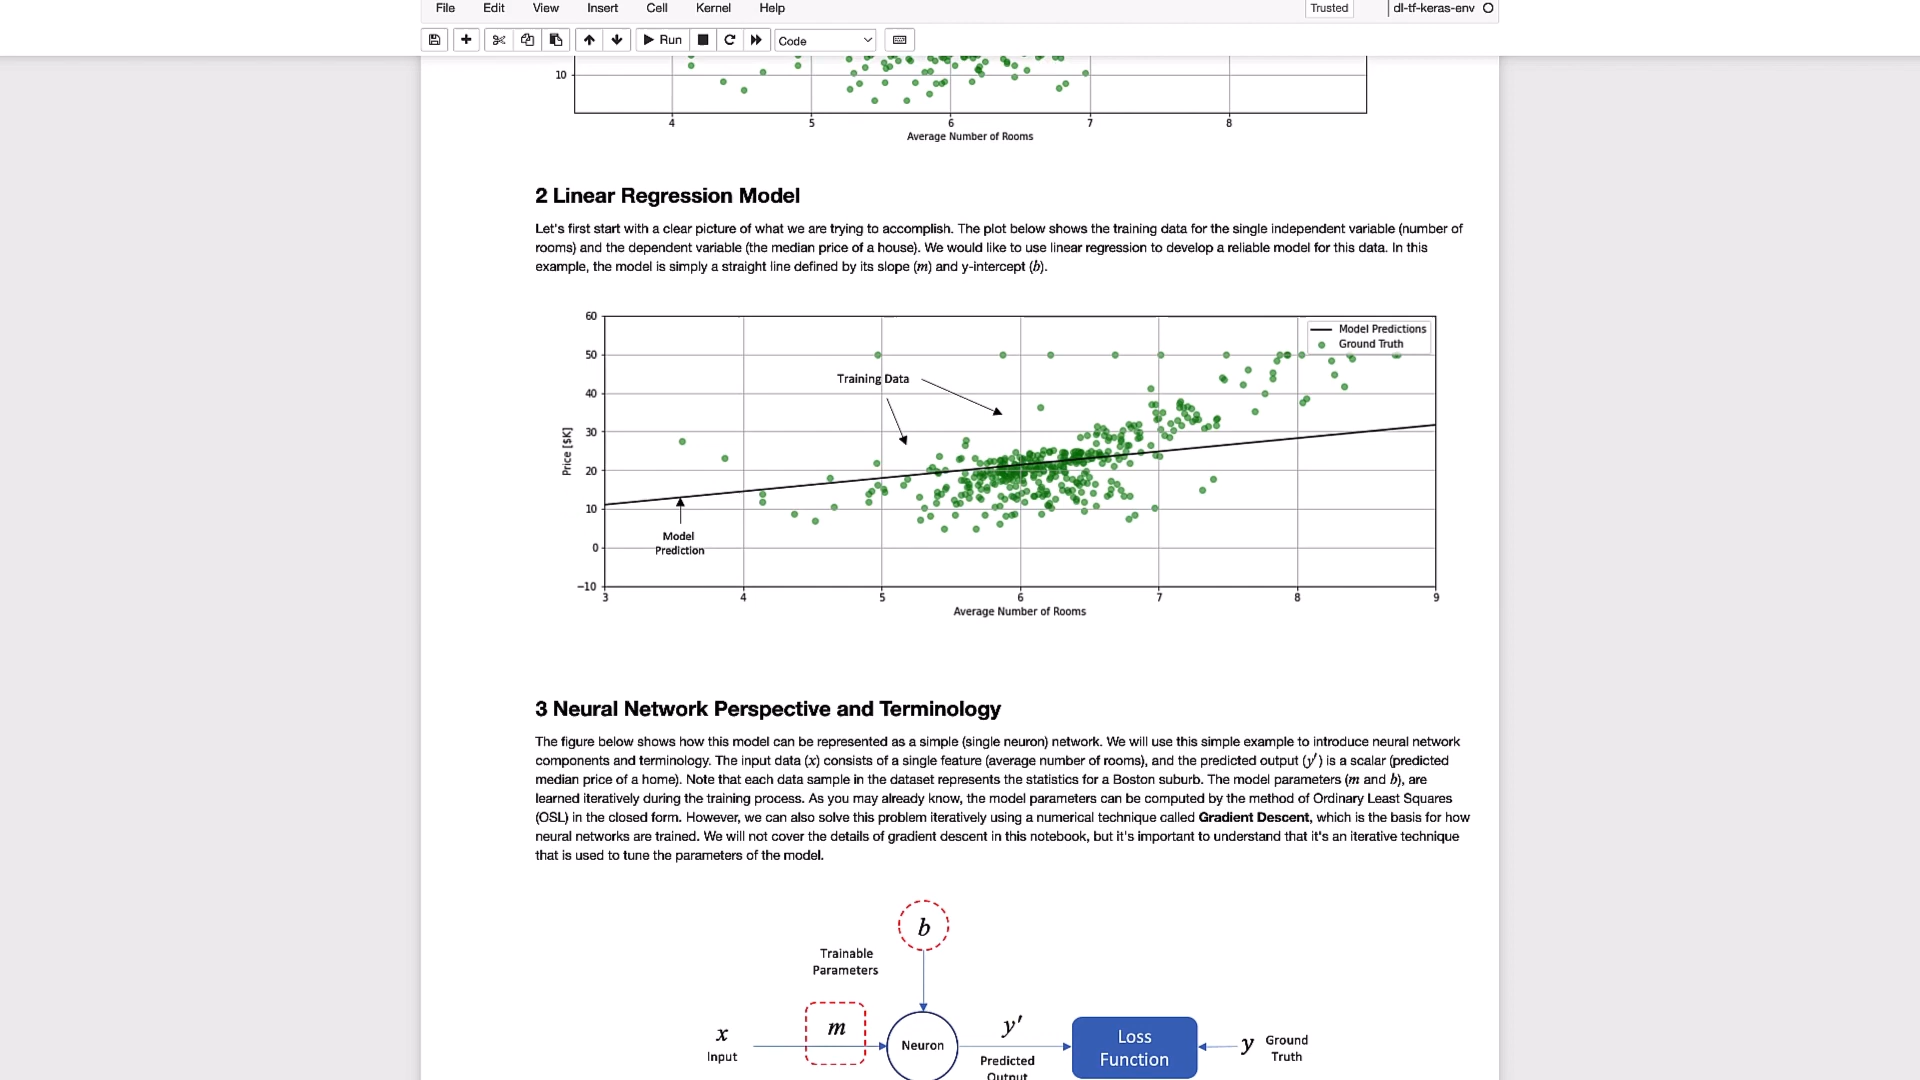 File Edit View Insert Cell Kernel Help Trusted dl-tf-keras-env
Run Code
10
4 5 6 7 8
Average Number of Rooms
2 Linear Regression Model
Let's first start with a clear picture of what we are trying to accomplish. The plot below shows the training data for the single independent variable (number of
rooms) and the dependent variable (the median price of a house). We would like to use linear regression to develop a reliable model for this data. In this
example, the model is simply a straight line defined by its slope (m) and y-intercept (b).
60
Model Predictions
Ground Truth
50
Training Data
40
30
Price [$K]
20
10
Model
Prediction
0
−10
3 4 5 6 7 8 9
Average Number of Rooms
3 Neural Network Perspective and Terminology
The figure below shows how this model can be represented as a simple (single neuron) network. We will use this simple example to introduce neural network
components and terminology. The input data (x) consists of a single feature (average number of rooms), and the predicted output (y′) is a scalar (predicted
median price of a home). Note that each data sample in the dataset represents the statistics for a Boston suburb. The model parameters (m and b), are
learned iteratively during the training process. As you may already know, the model parameters can be computed by the method of Ordinary Least Squares
(OSL) in the closed form. However, we can also solve this problem iteratively using a numerical technique called Gradient Descent, which is the basis for how
neural networks are trained. We will not cover the details of gradient descent in this notebook, but it's important to understand that it's an iterative technique
that is used to tune the parameters of the model.
b
Trainable
Parameters
x
Input
m
Neuron
y′
Predicted
Output
Loss
Function
y
Ground
Truth